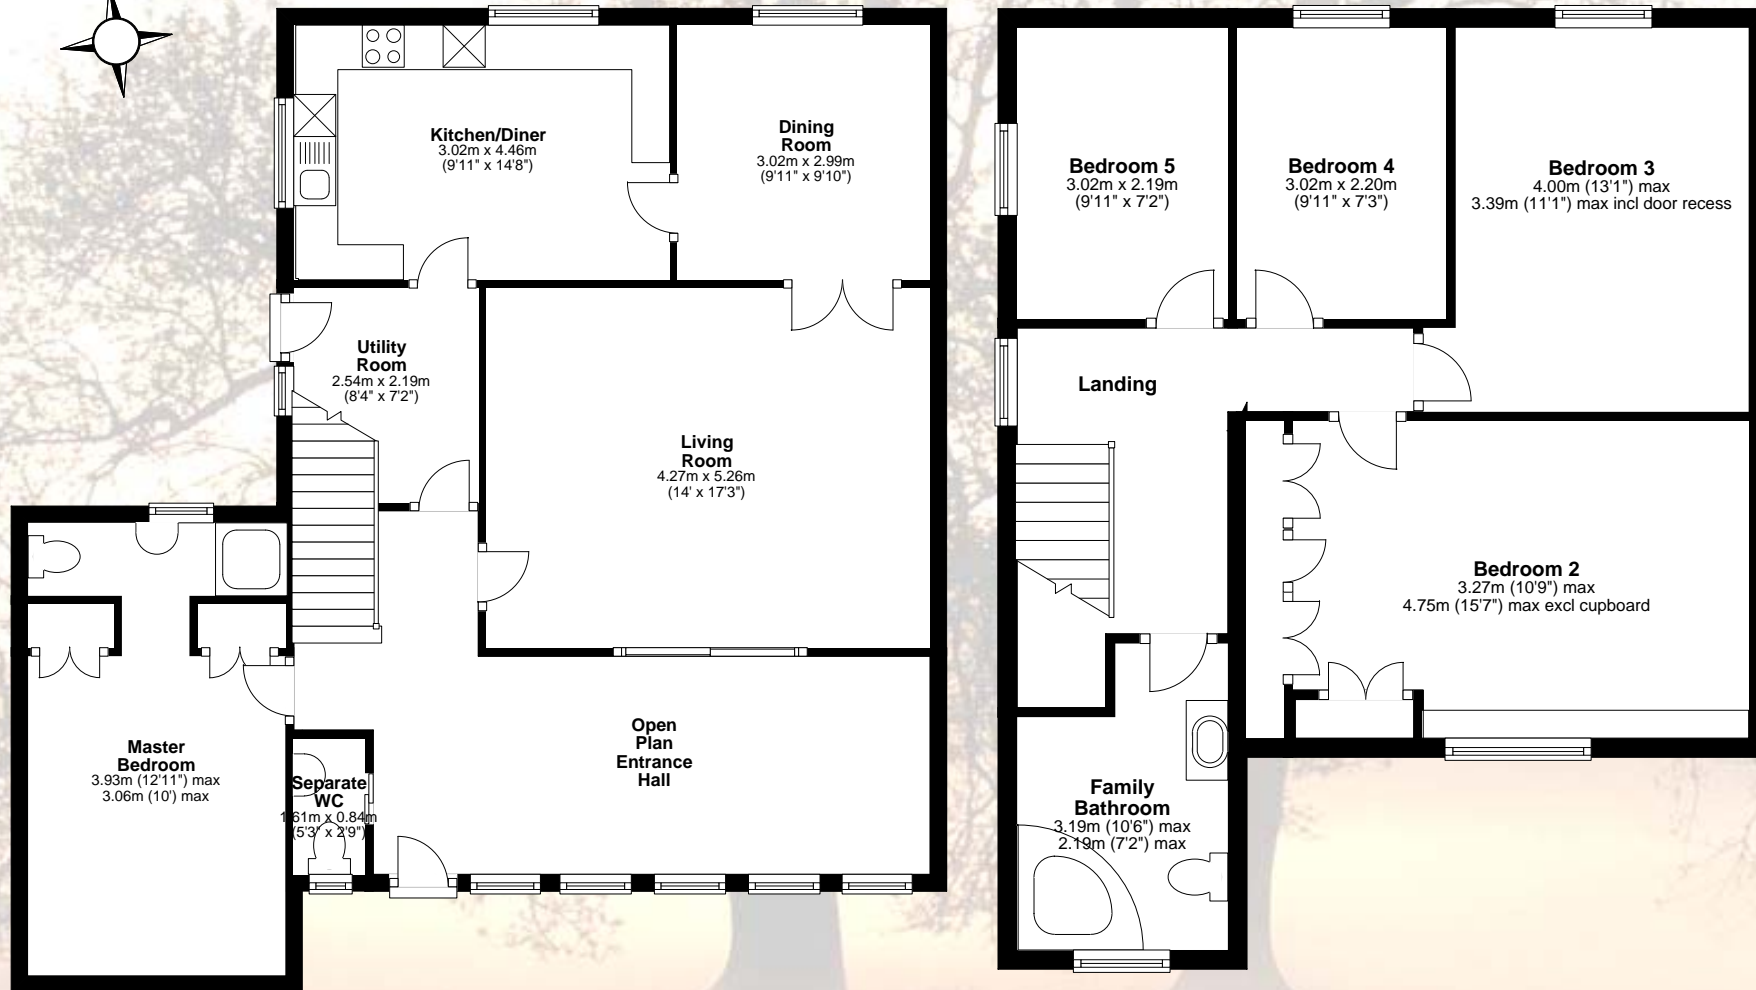 Kitchen/Diner
3.02m x 4.46m
(9'11" x 14'8")
Dining
Room
3.02m x 2.99m
(9'11" x 9'10")
Utility
Room
2.54m x 2.19m
(8'4" x 7'2")
Living
Room
4.27m x 5.26m
(14' x 17'3")
Master
Bedroom
3.93m (12'11") max
3.06m (10') max
Separate
WC
1.61m x 0.84m
(5'3" x 2'9")
Open
Plan
Entrance
Hall
Bedroom 5
3.02m x 2.19m
(9'11" x 7'2")
Bedroom 4
3.02m x 2.20m
(9'11" x 7'3")
Bedroom 3
4.00m (13'1") max
3.39m (11'1") max incl door recess
Landing
Bedroom 2
3.27m (10'9") max
4.75m (15'7") max excl cupboard
Family
Bathroom
3.19m (10'6") max
2.19m (7'2") max